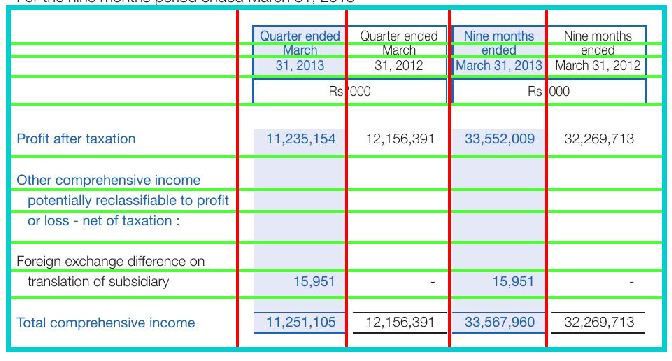 For the nine months period ended March 31, 2013
Quarter ended Quarter ended Nine months Nine months
March March ended ended
31, 2013 31, 2012 March 31, 2013 March 31, 2012
Rs '000 Rs '000
Profit after taxation 11,235,154 12,156,391 33,552,009 32,269,713
Other comprehensive income
potentially reclassifiable to profit
or loss - net of taxation :
Foreign exchange difference on
translation of subsidiary 15,951 - 15,951 -
Total comprehensive income 11,251,105 12,156,391 33,567,960 32,269,713